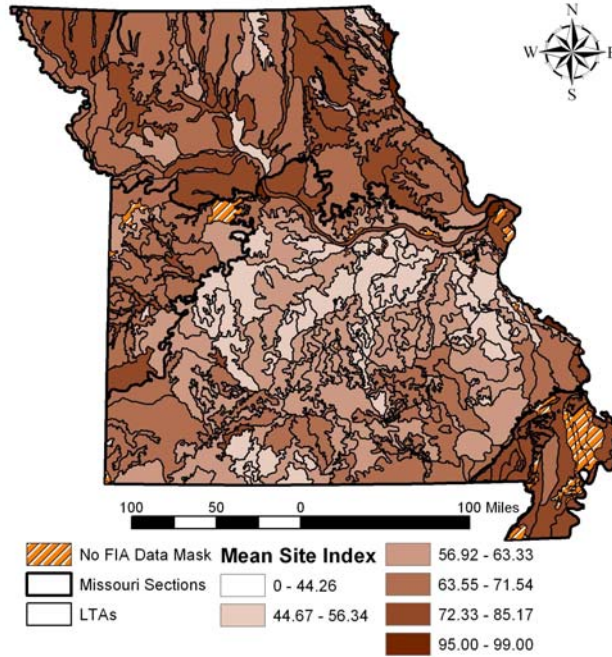 N
W E
S
100 50 0 100 Miles
No FIA Data Mask
Missouri Sections
LTAs
Mean Site Index
0 - 44.26
44.67 - 56.34
56.92 - 63.33
63.55 - 71.54
72.33 - 85.17
95.00 - 99.00